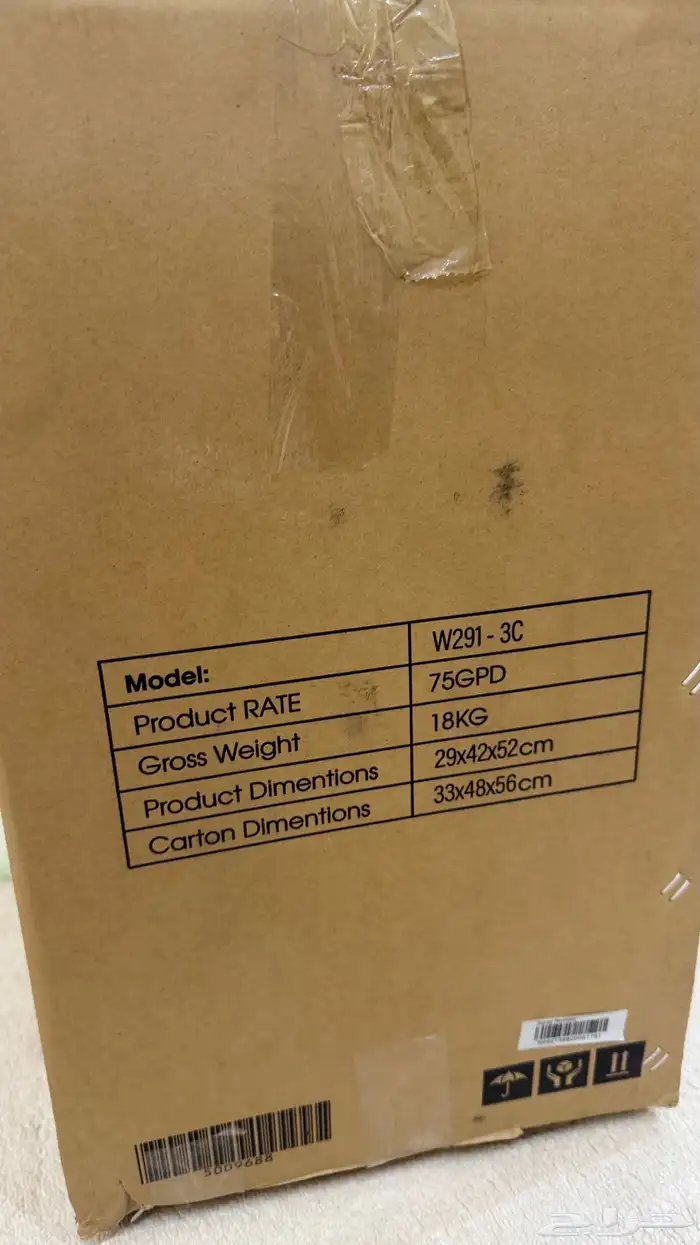 Model: W291 - 3C
Product RATE 75GPD
Gross Weight 18KG
Product Dimentions 29x42x52cm
Carton Dimentions 33x48x56cm
5009688
حراج